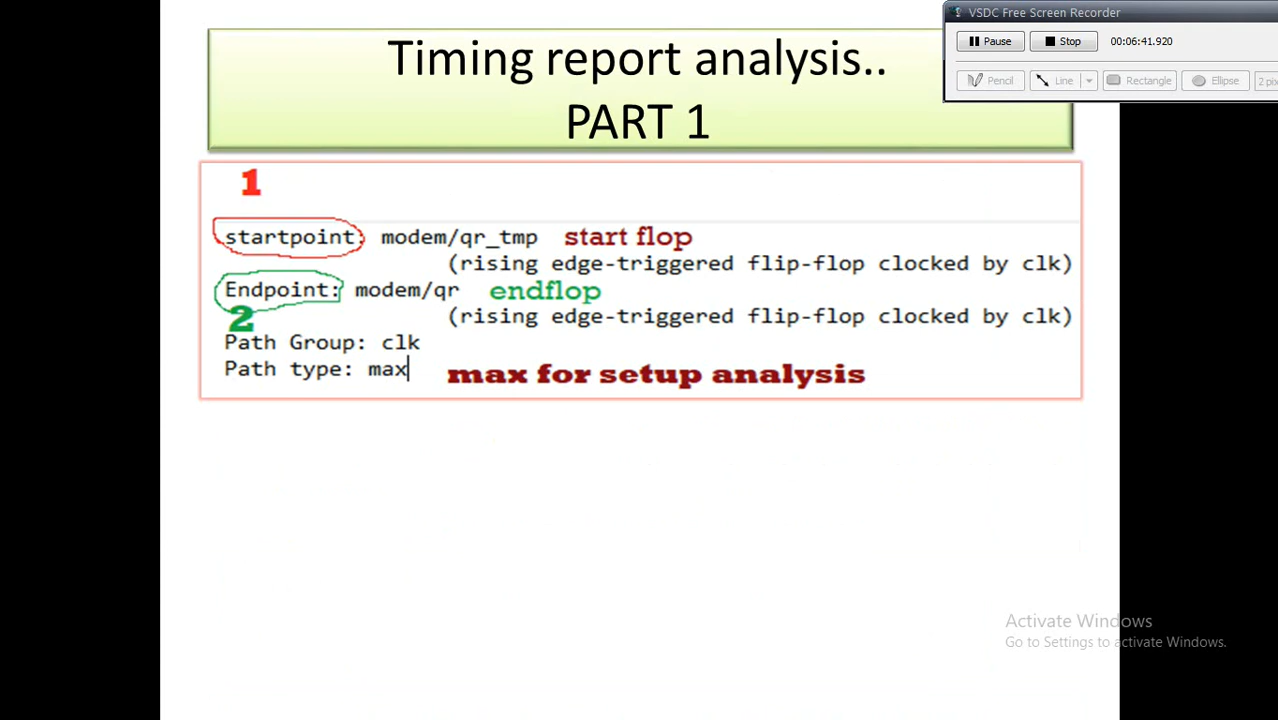 VSDC Free Screen Recorder
Pause Stop 00:06:41.920
Pencil Line Rectangle Ellipse 2 pix
Timing report analysis..
PART 1
1
startpoint: modem/qr_tmp start flop
(rising edge-triggered flip-flop clocked by clk)
Endpoint: modem/qr endflop
2 (rising edge-triggered flip-flop clocked by clk)
Path Group: clk
Path type: max max for setup analysis
Activate Windows
Go to Settings to activate Windows.